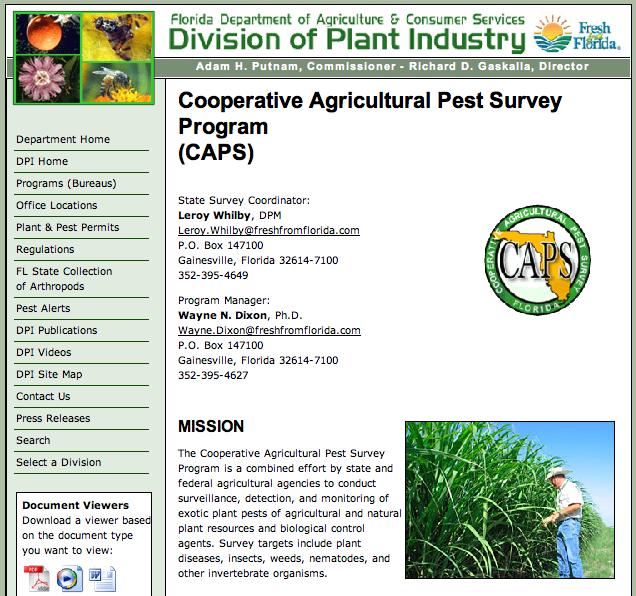 Florida Department of Agriculture & Consumer Services
Division of Plant Industry
Fresh
from
Florida
Adam H. Putnam, Commissioner - Richard D. Gaskalla, Director
Department Home
DPI Home
Programs (Bureaus)
Office Locations
Plant & Pest Permits
Regulations
FL State Collection
of Arthropods
Pest Alerts
DPI Publications
DPI Videos
DPI Site Map
Contact Us
Press Releases
Search
Select a Division
Document Viewers
Download a viewer based
on the document type
you want to view:
PDF
Adobe
W
Cooperative Agricultural Pest Survey
Program
(CAPS)
State Survey Coordinator:
Leroy Whilby, DPM
Leroy.Whilby@freshfromflorida.com
P.O. Box 147100
Gainesville, Florida 32614-7100
352-395-4649
COOPERATIVE AGRICULTURAL PEST SURVEY
CAPS
FLORIDA
Program Manager:
Wayne N. Dixon, Ph.D.
Wayne.Dixon@freshfromflorida.com
P.O. Box 147100
Gainesville, Florida 32614-7100
352-395-4627
MISSION
The Cooperative Agricultural Pest Survey
Program is a combined effort by state and
federal agricultural agencies to conduct
surveillance, detection, and monitoring of
exotic plant pests of agricultural and natural
plant resources and biological control
agents. Survey targets include plant
diseases, insects, weeds, nematodes, and
other invertebrate organisms.